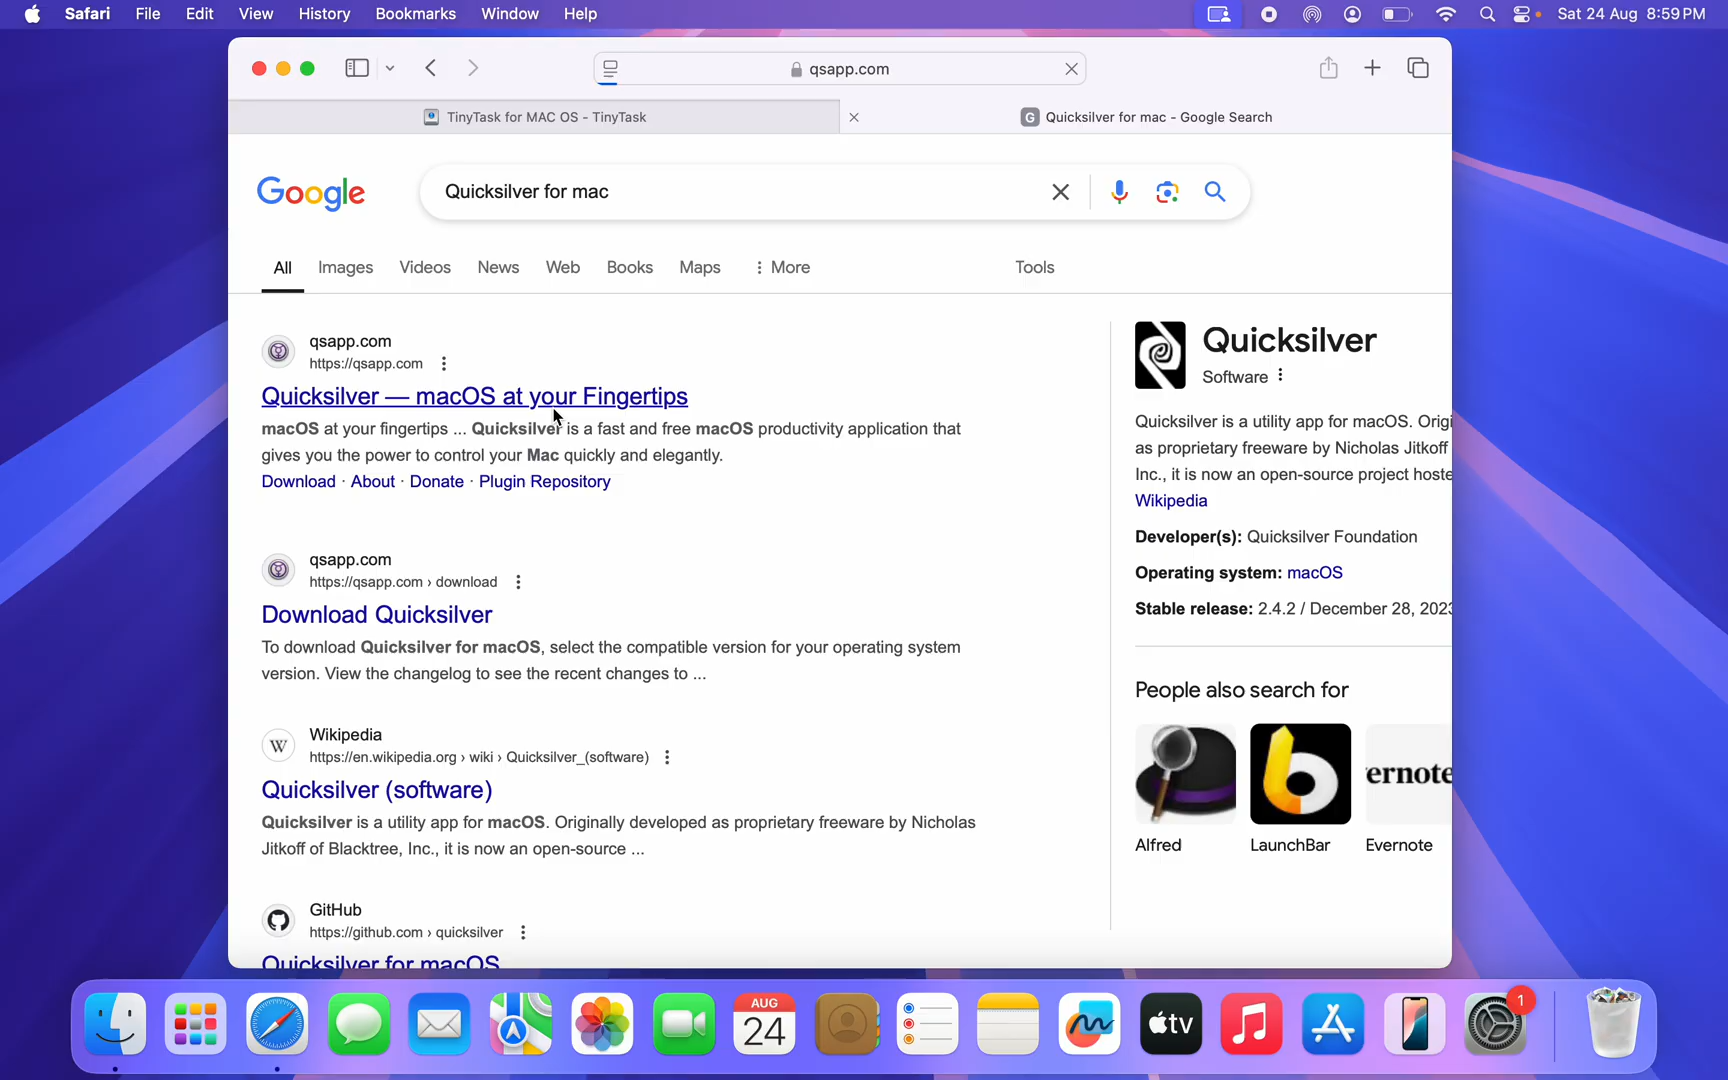 Safari File Edit View History Bookmarks Window Help Sat 24 Aug 8:59 PM
qsapp.com
TinyTask for MAC OS - TinyTask
G Quicksilver for mac - Google Search
Google
Quicksilver for mac
All Images Videos News Web Books Maps More Tools
qsapp.com
https://qsapp.com
Quicksilver — macOS at your Fingertips
macOS at your fingertips ... Quicksilver is a fast and free macOS productivity application that
gives you the power to control your Mac quickly and elegantly.
Download · About · Donate · Plugin Repository
qsapp.com
https://qsapp.com › download
Download Quicksilver
To download Quicksilver for macOS, select the compatible version for your operating system
version. View the changelog to see the recent changes to ...
W
Wikipedia
https://en.wikipedia.org › wiki › Quicksilver_(software)
Quicksilver (software)
Quicksilver is a utility app for macOS. Originally developed as proprietary freeware by Nicholas
Jitkoff of Blacktree, Inc., it is now an open-source ...
GitHub
https://github.com › quicksilver
Quicksilver for macOS
Quicksilver
Software
Quicksilver is a utility app for macOS. Origi
as proprietary freeware by Nicholas Jitkoff
Inc., it is now an open-source project hoste
Wikipedia
Developer(s): Quicksilver Foundation
Operating system: macOS
Stable release: 2.4.2 / December 28, 2023
People also search for
ernote
Alfred LaunchBar Evernote
AUG
24
tv
1